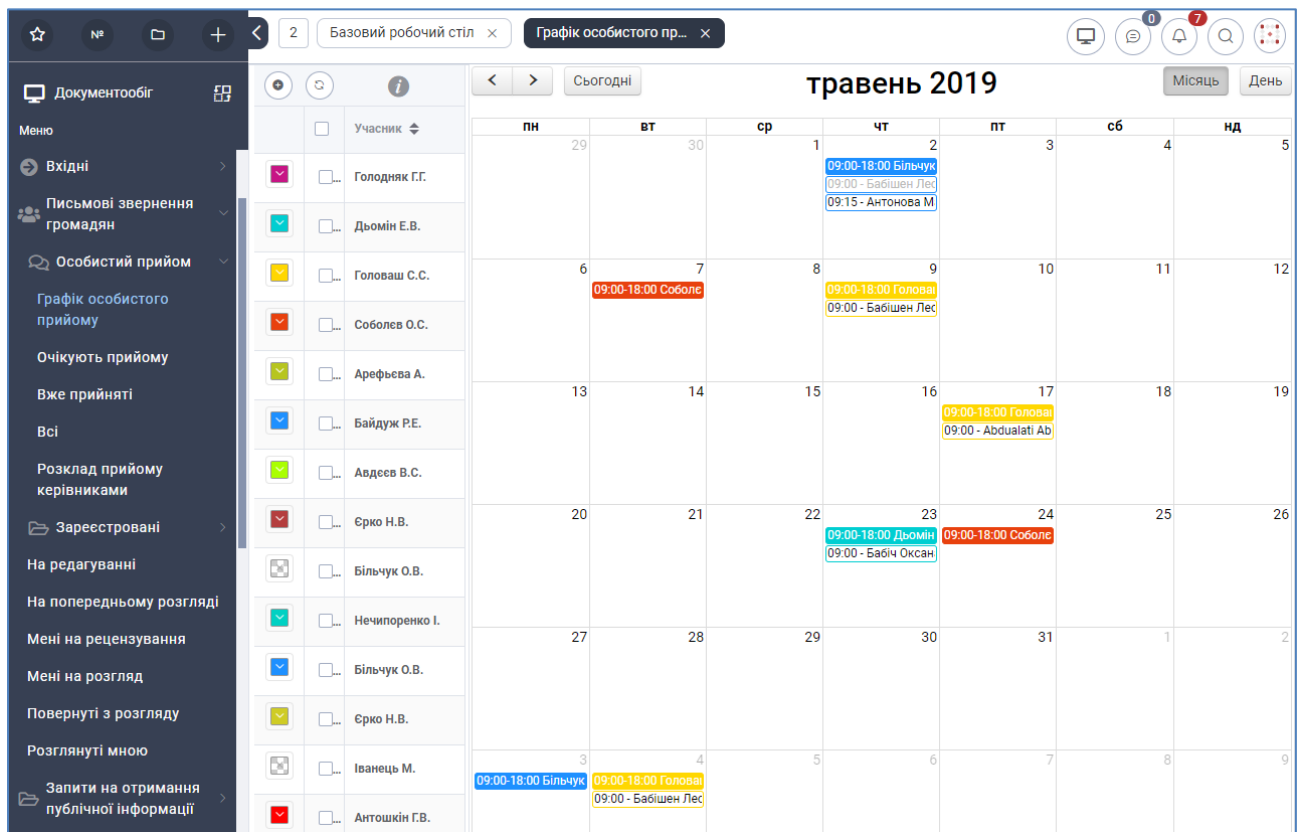 №
2
Базовий робочий стіл ×
Графік особистого пр... ×
0
7
Документообіг
Меню
Вхідні
Письмові звернення
громадян
Особистий прийом
Графік особистого
прийому
Очікують прийому
Вже прийняті
Всі
Розклад прийому
керівниками
Зареєстровані
На редагуванні
На попередньому розгляді
Мені на рецензування
Мені на розгляд
Повернуті з розгляду
Розглянуті мною
Запити на отримання
публічної інформації
i
Учасник
... Голодняк Г.Г.
... Дьомін Е.В.
... Головаш С.С.
... Соболєв О.С.
... Арефьєва А.
... Байдуж Р.Е.
... Авдєєв В.С.
... Єрко Н.В.
... Більчук О.В.
... Нечипоренко І.
... Більчук О.В.
... Єрко Н.В.
... Іванець М.
... Антошкін Г.В.
Сьогодні
травень 2019
Місяць
День
пн вт ср чт пт сб нд
29 30 1 2 3 4 5
09:00-18:00 Більчук
09:00 - Бабішен Лес
09:15 - Антонова М
6 7 8 9 10 11 12
09:00-18:00 Соболє 09:00-18:00 Голова
09:00 - Бабішен Лес
13 14 15 16 17 18 19
09:00-18:00 Голова
09:00 - Abdualati Ab
20 21 22 23 24 25 26
09:00-18:00 Дьомін 09:00-18:00 Соболє
09:00 - Бабіч Оксан
27 28 29 30 31 1 2
3 4 5 6 7 8 9
09:00-18:00 Більчук 09:00-18:00 Голова
09:00 - Бабішен Лес